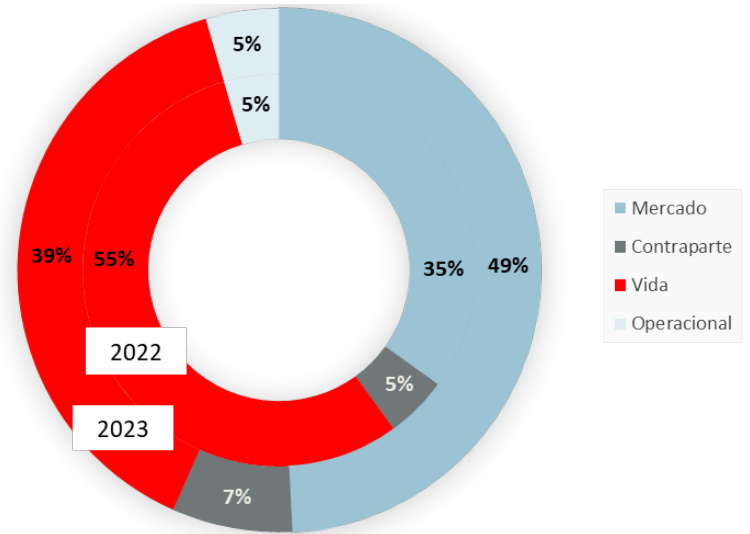 5%
5%
39%
55%
35%
49%
2022
5%
2023
7%
Mercado
Contraparte
Vida
Operacional